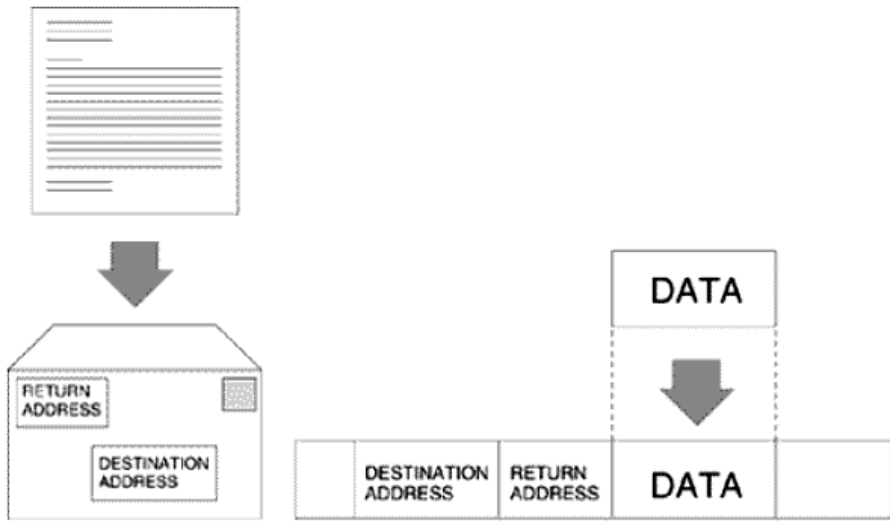 RETURN
ADDRESS
DESTINATION
ADDRESS
DATA
DESTINATION
ADDRESS
RETURN
ADDRESS
DATA